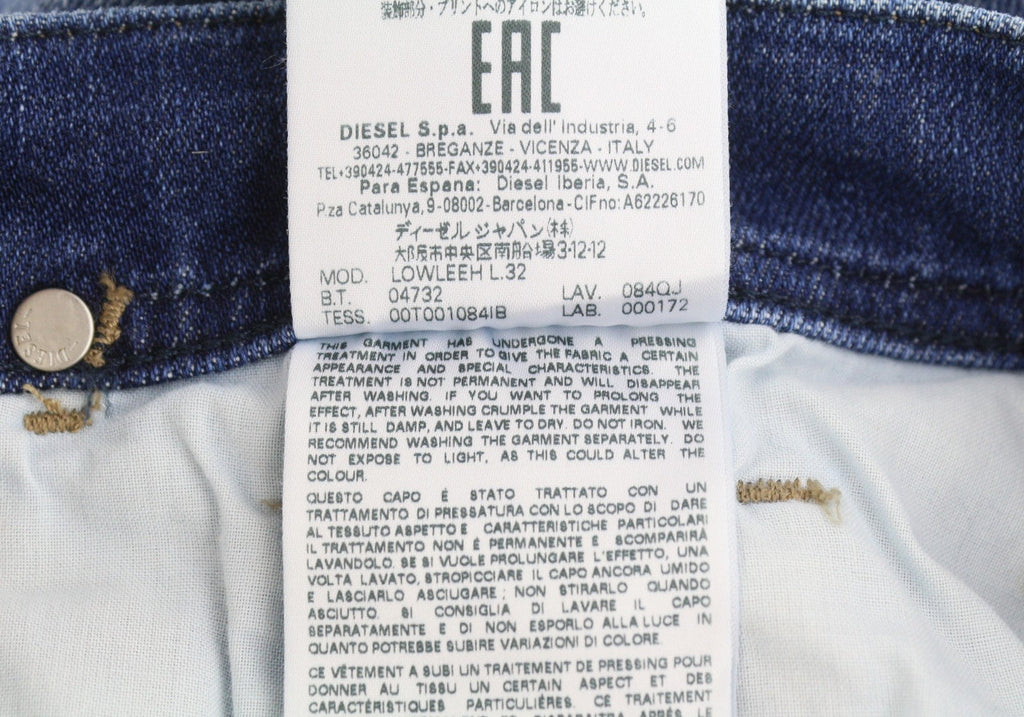 装飾部分・プリントへのアイロンはお避けください。
EAC
DIESEL S.p.a. Via dell' Industria, 4-6
36042 - BREGANZE - VICENZA - ITALY
TEL+390424-477555-FAX+390424-411955-WWW.DIESEL.COM
Para Espana: Diesel Iberia, S.A.
P.za Catalunya, 9-08002-Barcelona-CIFno: A62226170
ディーゼル ジャパン(株)
大阪市中央区南船場3-12-12
MOD. LOWLEEH L.32
B.T. 04732 LAV. 084QJ
TESS. 00T001084IB LAB. 000172
DIESEL
THIS GARMENT HAS UNDERGONE A PRESSING
TREATMENT IN ORDER TO GIVE THE FABRIC A CERTAIN
APPEARANCE AND SPECIAL CHARACTERISTICS. THE
TREATMENT IS NOT PERMANENT AND WILL DISAPPEAR
AFTER WASHING. IF YOU WANT TO PROLONG THE
EFFECT, AFTER WASHING CRUMPLE THE GARMENT WHILE
IT IS STILL DAMP, AND LEAVE TO DRY. DO NOT IRON. WE
RECOMMEND WASHING THE GARMENT SEPARATELY. DO
NOT EXPOSE TO LIGHT, AS THIS COULD ALTER THE
COLOUR.
QUESTO CAPO È STATO TRATTATO CON UN
TRATTAMENTO DI PRESSATURA CON LO SCOPO DI DARE
AL TESSUTO ASPETTO E CARATTERISTICHE PARTICOLARI
IL TRATTAMENTO NON È PERMANENTE E SCOMPARIRÀ
LAVANDOLO. SE SI VUOLE PROLUNGARE L'EFFETTO, UNA
VOLTA LAVATO, STROPICCIARE IL CAPO ANCORA UMIDO
E LASCIARLO ASCIUGARE; NON STIRARLO QUANDO
ASCIUTTO. SI CONSIGLIA DI LAVARE IL CAPO
SEPARATAMENTE E DI NON ESPORLO ALLA LUCE IN
QUANTO POTREBBE SUBIRE VARIAZIONI DI COLORE.
CE VÊTEMENT A SUBI UN TRAITEMENT DE PRESSING POUR
DONNER AU TISSU UN CERTAIN ASPECT ET DES
CARACTÉRISTIQUES PARTICULIÈRES. CE TRAITEMENT
DISPARAÎTRA APRÈS LE